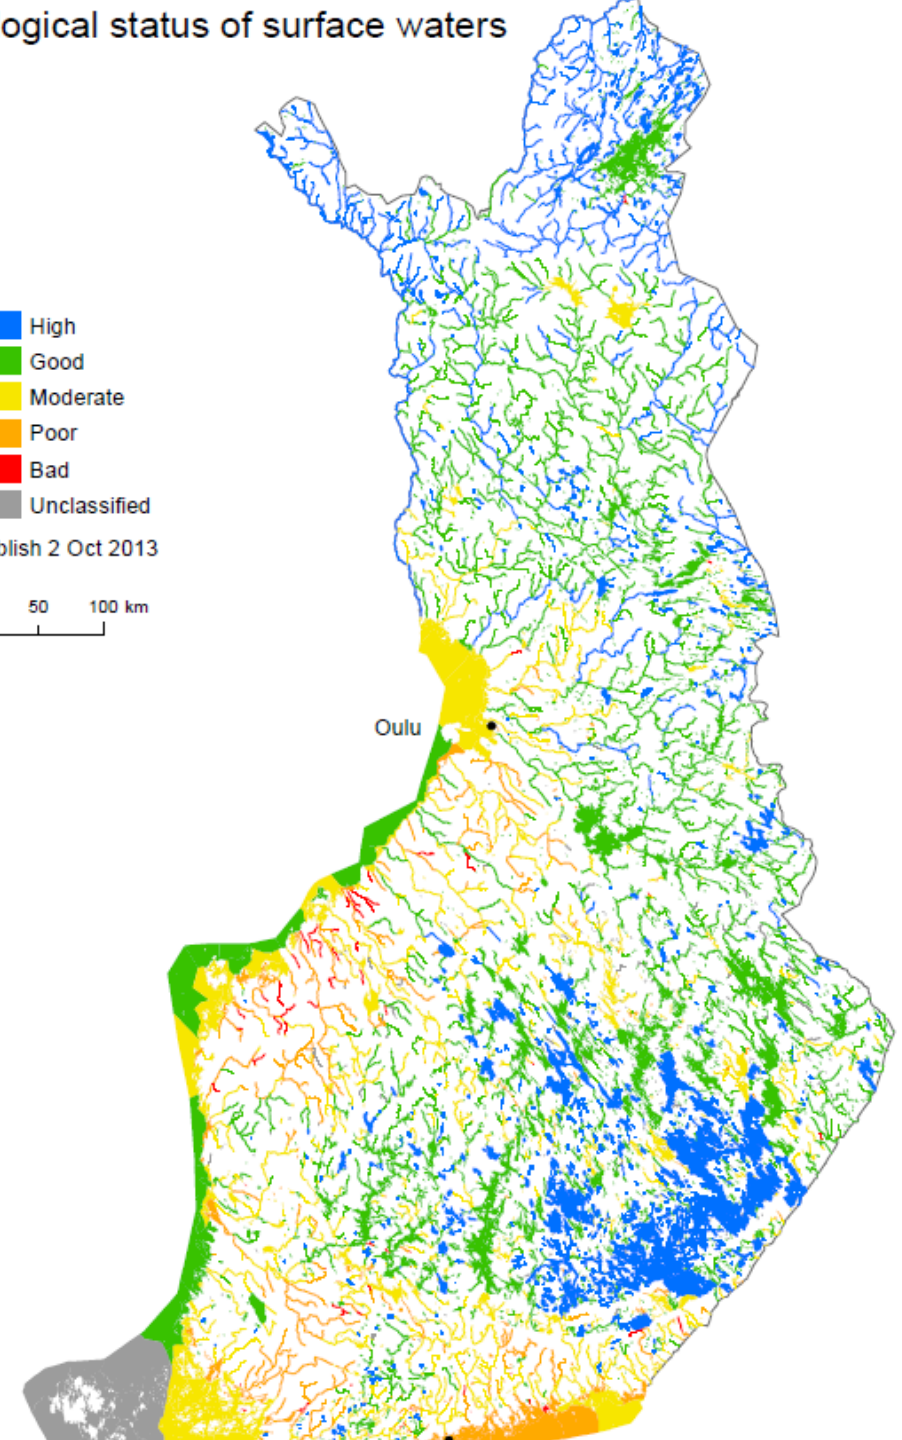 ogical status of surface waters
High
Good
Moderate
Poor
Bad
Unclassified
blish 2 Oct 2013
50 100 km
Oulu